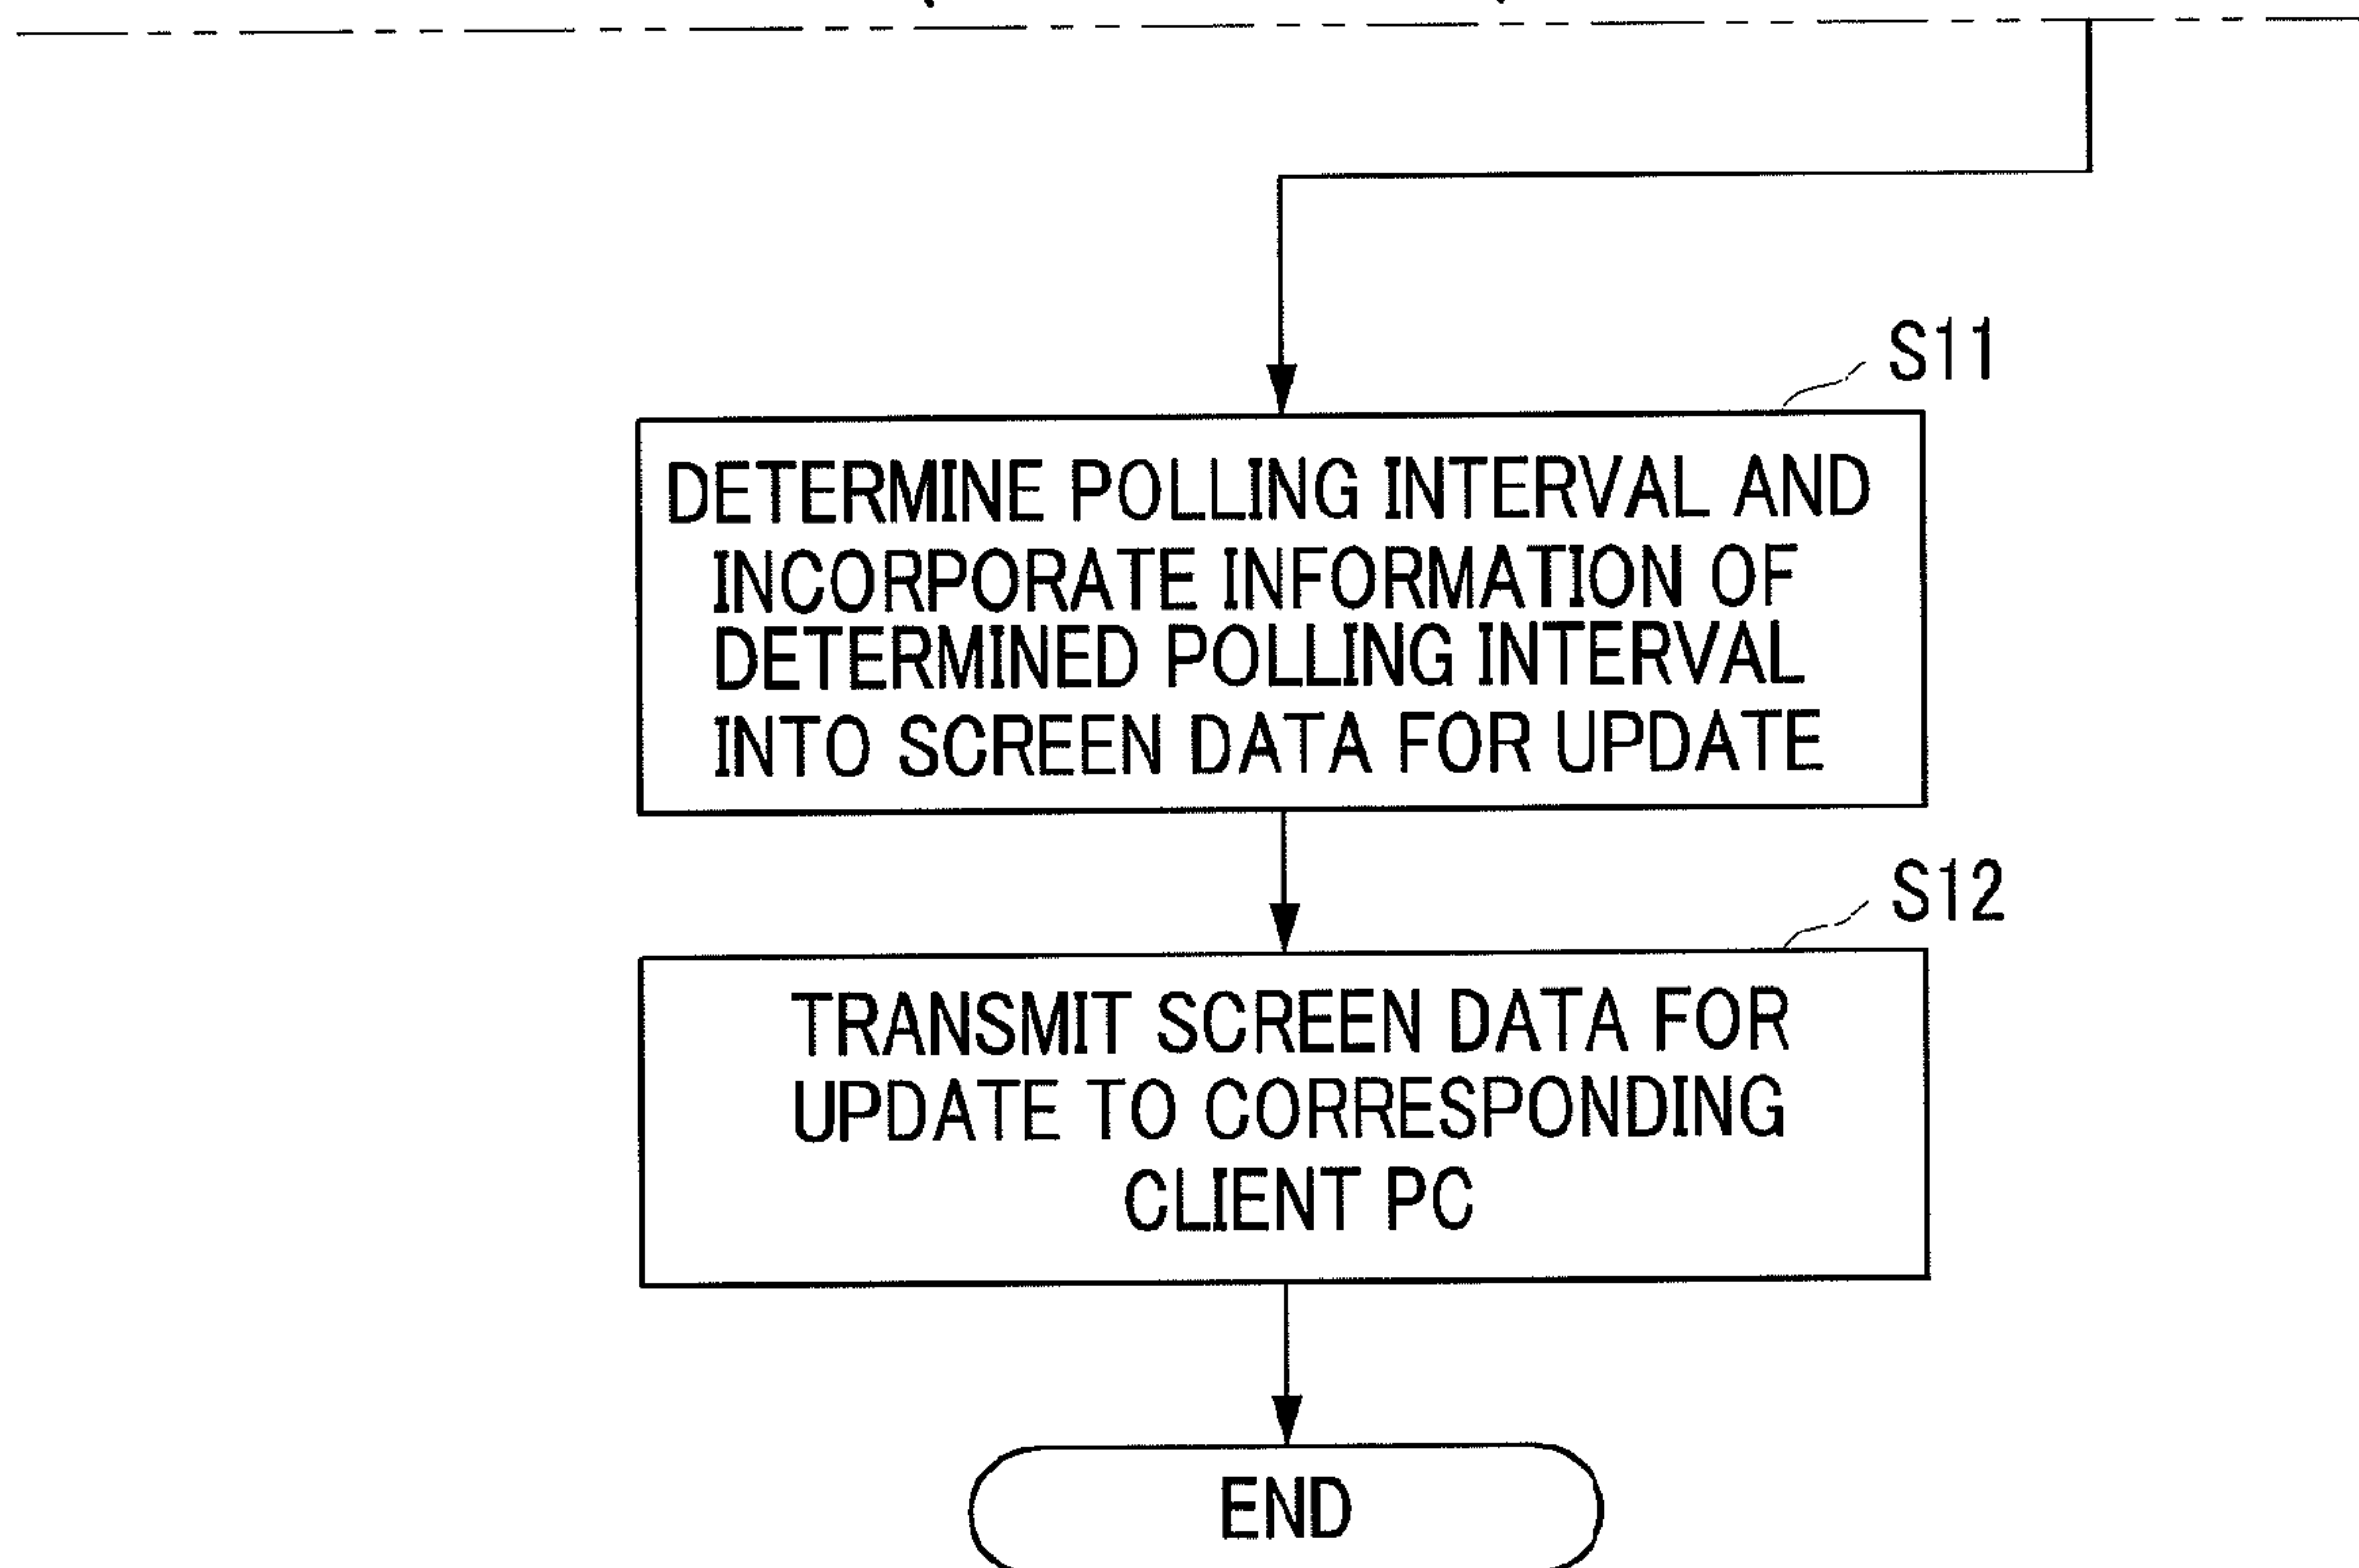 S11
DETERMINE POLLING INTERVAL AND
INCORPORATE INFORMATION OF
DETERMINED POLLING INTERVAL
INTO SCREEN DATA FOR UPDATE
S12
TRANSMIT SCREEN DATA FOR
UPDATE TO CORRESPONDING
CLIENT PC
END